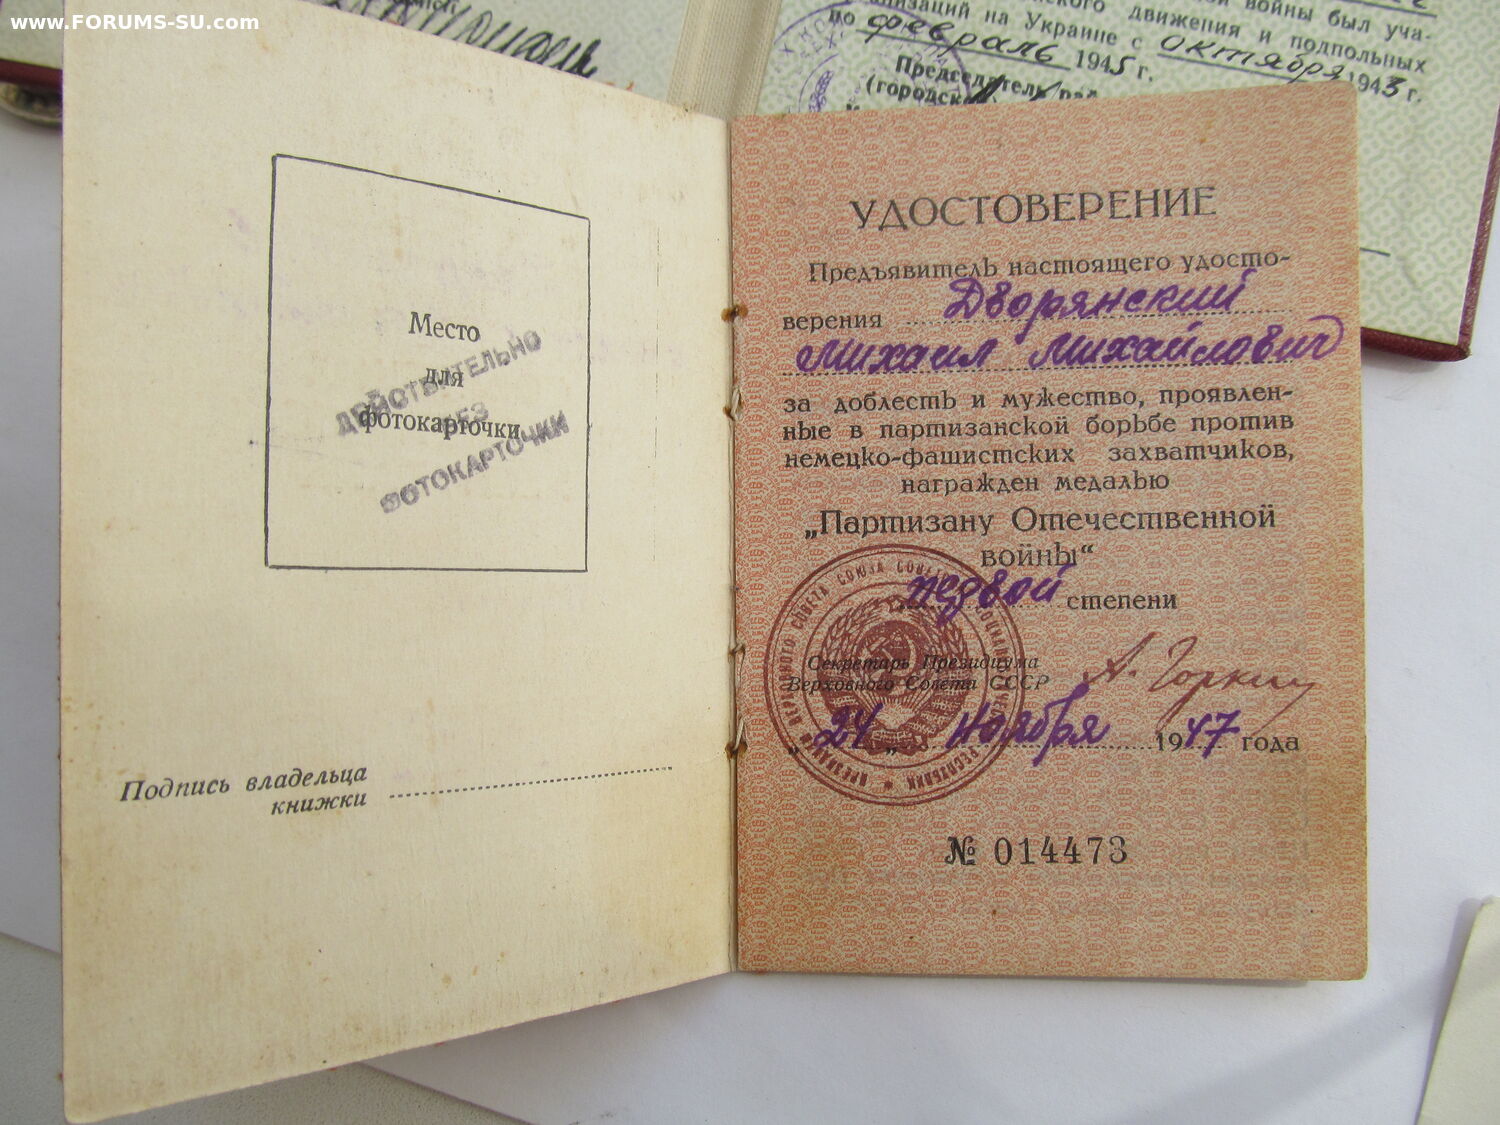 www.FORUMS-SU.com
войны был уча-
движения и подпольных
на Украине с октября 1943 г.
по февраль 1945 г.
Место
для
фотокарточки
ДЕЙСТВИТЕЛЬНО
БЕЗ
ФОТОКАРТОЧКИ
Подпись владельца
книжки
УДОСТОВЕРЕНИЕ
Предъявитель настоящего удосто-
верения Дворянский
Михаил Михайлович
за доблесть и мужество, проявлен-
ные в партизанской борьбе против
немецко-фашистских захватчиков,
награжден медалью
„Партизану Отечественной
войны“
первой степени
Секретарь Президиума
Верховного Совета СССР А. Горкин
„24„ ноября 1947 года
№ 014473